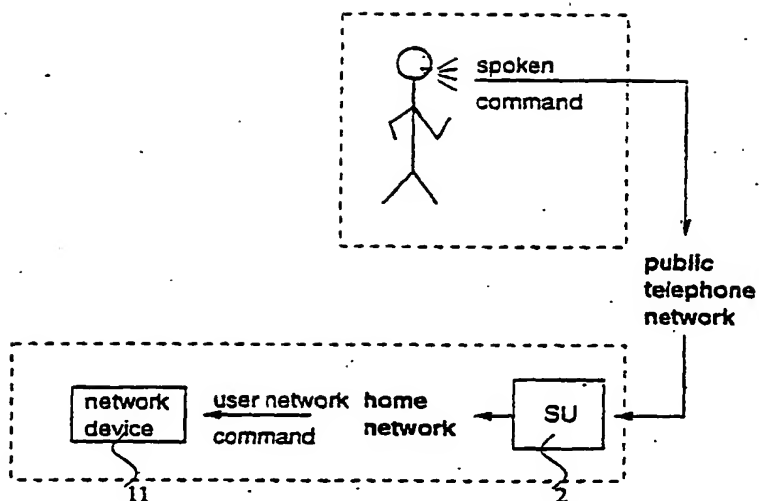 spoken
command
public
telephone
network
network
device
user network
command
home
network
SU
11
2